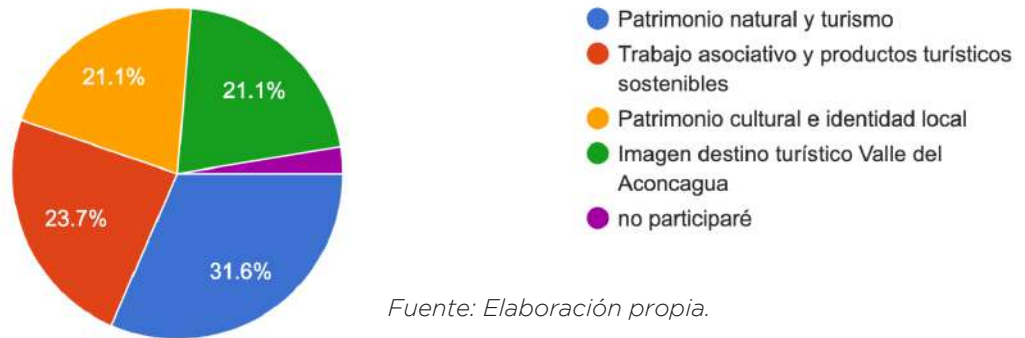 21.1%
21.1%
23.7%
31.6%
Patrimonio natural y turismo
Trabajo asociativo y productos turísticos
sostenibles
Patrimonio cultural e identidad local
Imagen destino turístico Valle del
Aconcagua
no participaré
Fuente: Elaboración propia.